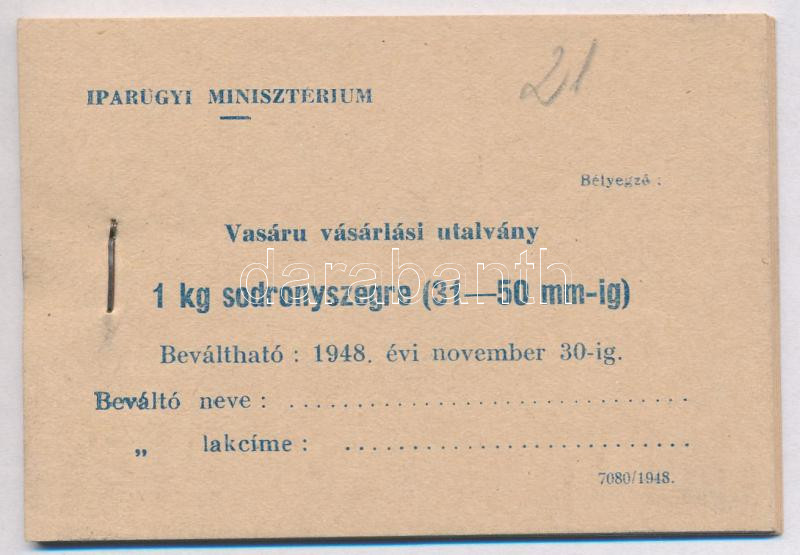 21
IPARÜGYI MINISZTÉRIUM
Bélyegző :
Vasáru vásárlási utalvány
darabanth
1 kg sodronyszegre (31—50 mm-ig)
Beváltható : 1948. évi november 30-ig.
Beváltó neve : ................................
„ lakcíme : ...........................
7080/1948.